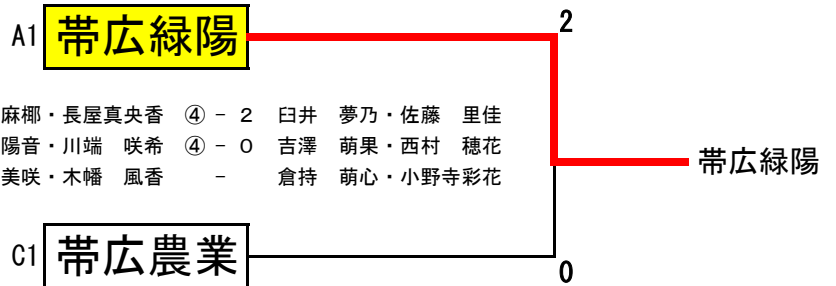 A1 帯広緑陽 2
麻椰・長屋真央香 ④ - 2 臼井 夢乃・佐藤 里佳
陽音・川端 咲希 ④ - 0 吉澤 萌果・西村 穂花
帯広緑陽
美咲・木幡 風香 - 倉持 萌心・小野寺彩花
C1 帯広農業 0